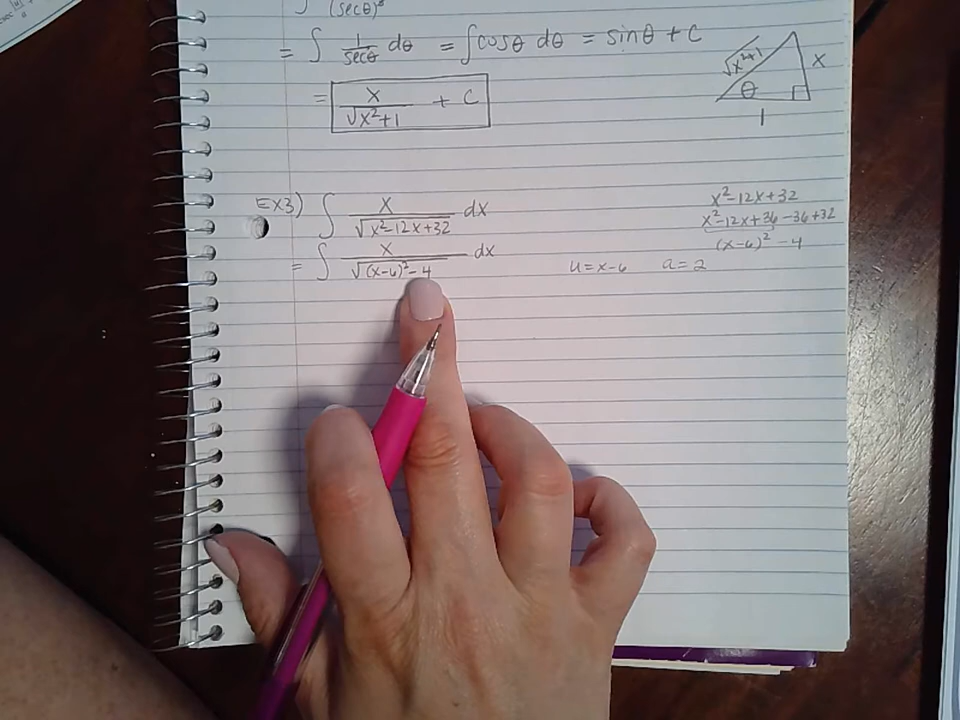 ∫ (secθ)³
= ∫ 1/secθ dθ = ∫cosθ dθ = sinθ + C
√x²+1 x θ 1
= x/√x²+1 + C
Ex3) ∫ x/√x²-12x+32 dx
x²-12x+32
x²-12x+36-36+32
(x-6)²-4
= ∫ x/√(x-6)²-4 dx
u=x-6 a=2